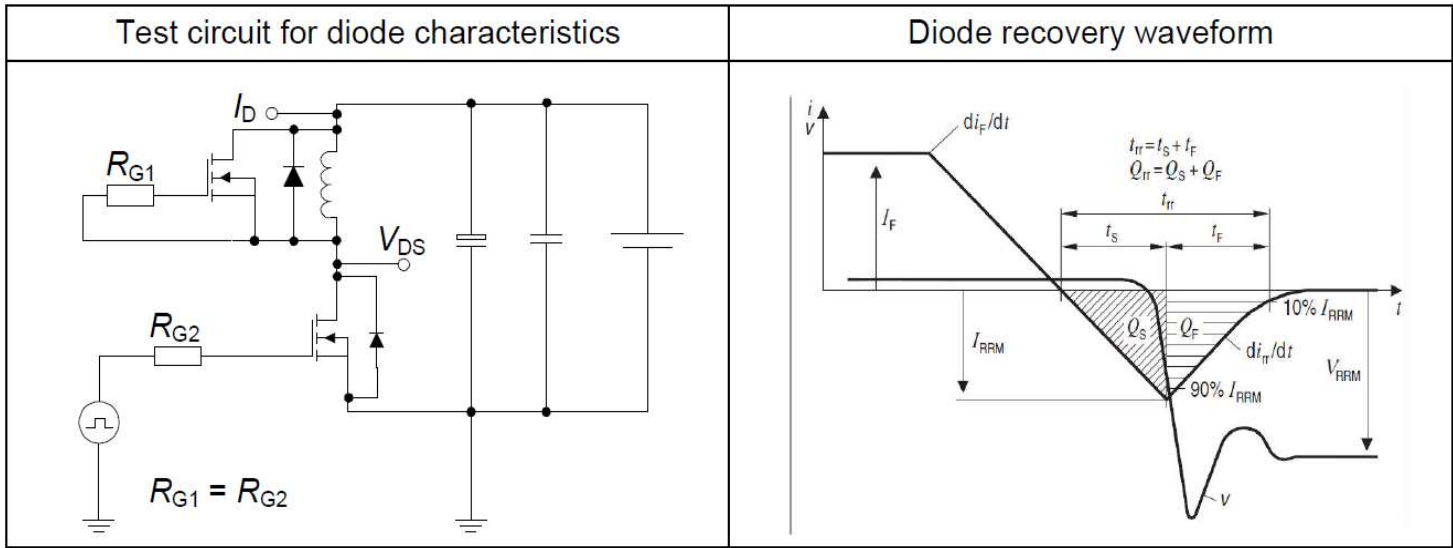 Test circuit for diode characteristics
Diode recovery waveform
I_D
R_G1
V_DS
R_G2
R_G1 = R_G2
i
v
di_F/dt
t_rr = t_S + t_F
Q_rr = Q_S + Q_F
t_rr
I_F
t_S
t_F
10% I_RRM
t
Q_S
Q_F
I_RRM
di_rr/dt
V_RRM
90% I_RRM
v